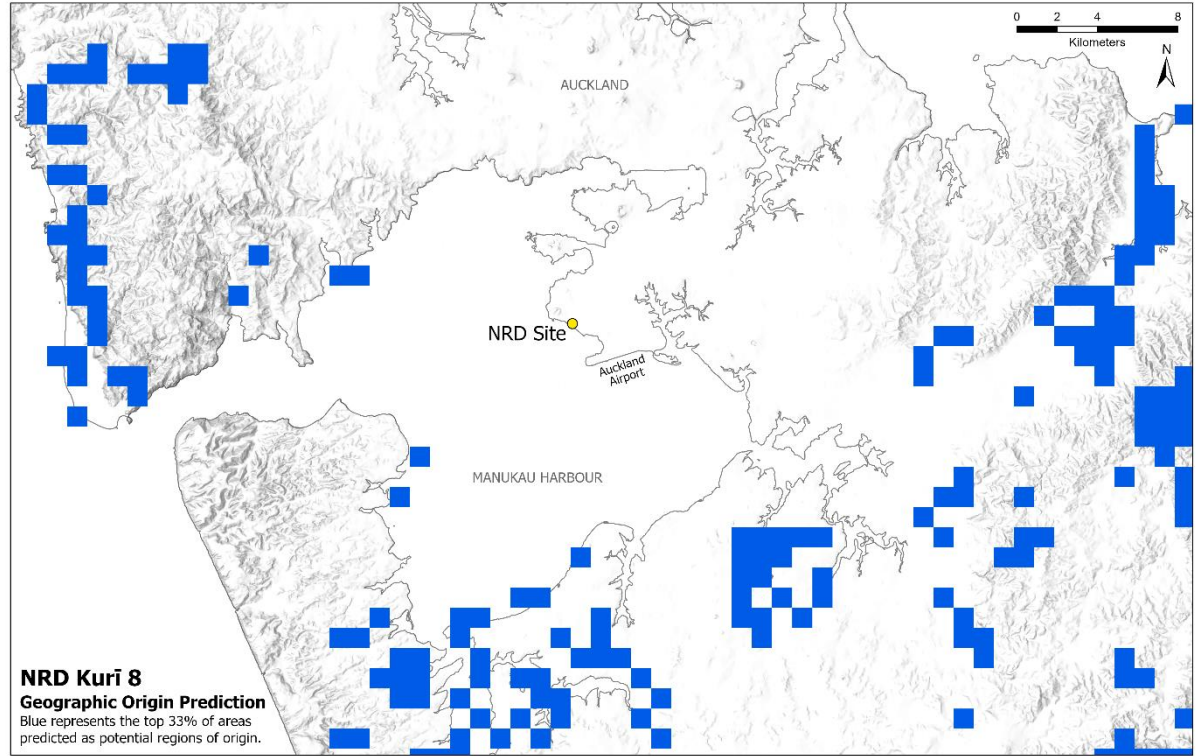 0 2 4 8
Kilometers
N
AUCKLAND
NRD Site
Auckland
Airport
MANUKAU HARBOUR
NRD Kurī 8
Geographic Origin Prediction
Blue represents the top 33% of areas
predicted as potential regions of origin.